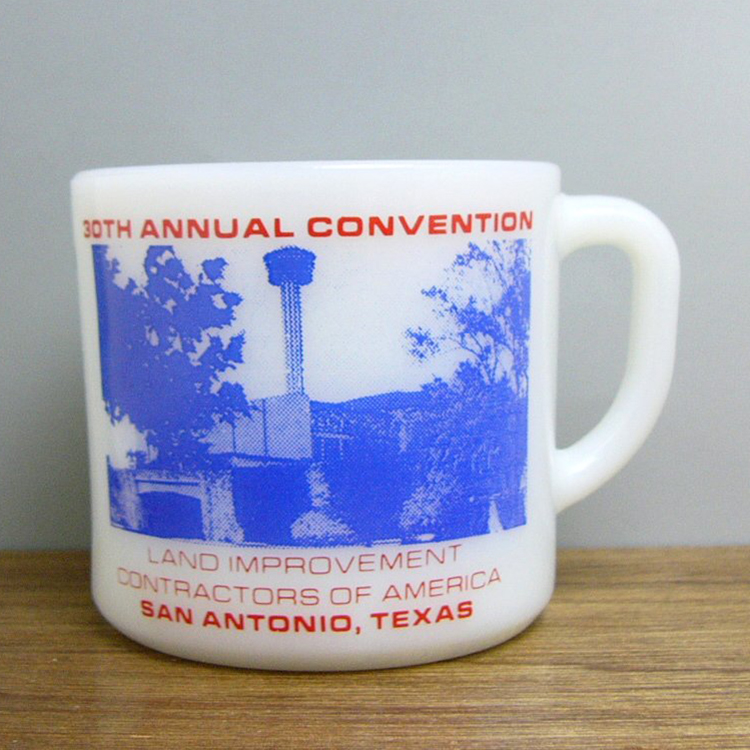 30TH ANNUAL CONVENTION
LAND IMPROVEMENT
CONTRACTORS OF AMERICA
SAN ANTONIO, TEXAS